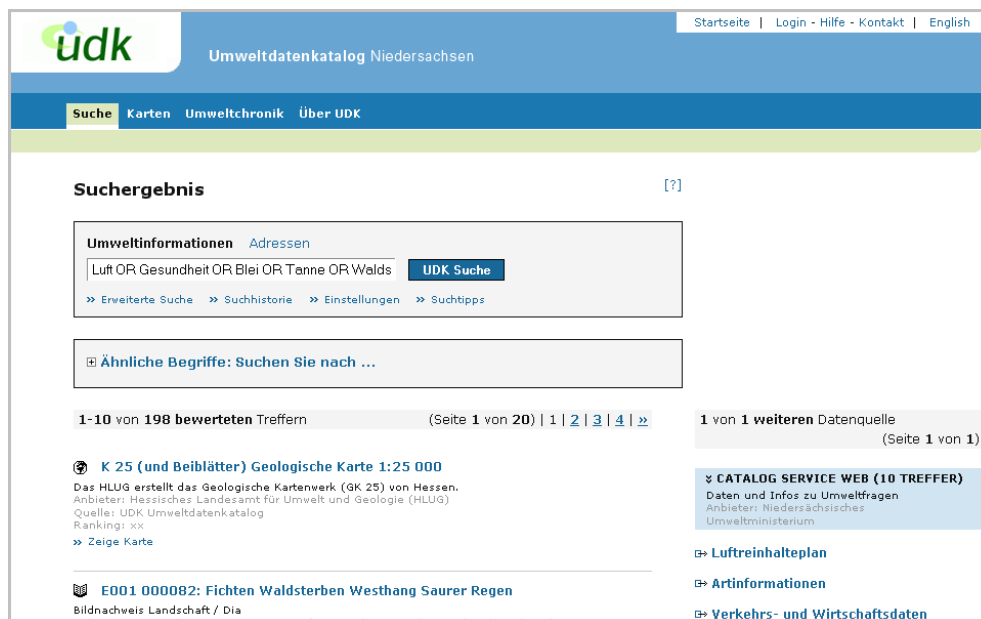 Startseite | Login - Hilfe - Kontakt | English
udk
Umweltdatenkatalog Niedersachsen
Suche Karten Umweltchronik Über UDK
Suchergebnis
[?]
Umweltinformationen Adressen
Luft OR Gesundheit OR Blei OR Tanne OR Walds
UDK Suche
» Erweiterte Suche » Suchhistorie » Einstellungen » Suchtipps
Ähnliche Begriffe: Suchen Sie nach ...
1-10 von 198 bewerteten Treffern (Seite 1 von 20) | 1 | 2 | 3 | 4 | »
K 25 (und Beiblätter) Geologische Karte 1:25 000
Das HLUG erstellt das Geologische Kartenwerk (GK 25) von Hessen.
Anbieter: Hessisches Landesamt für Umwelt und Geologie (HLUG)
Quelle: UDK Umweltdatenkatalog
Ranking: xx
» Zeige Karte
E001 000082: Fichten Waldsterben Westhang Saurer Regen
Bildnachweis Landschaft / Dia
1 von 1 weiteren Datenquelle
(Seite 1 von 1)
CATALOG SERVICE WEB (10 TREFFER)
Daten und Infos zu Umweltfragen
Anbieter: Niedersächsisches
Umweltministerium
Luftreinhalteplan
Artinformationen
Verkehrs- und Wirtschaftsdaten